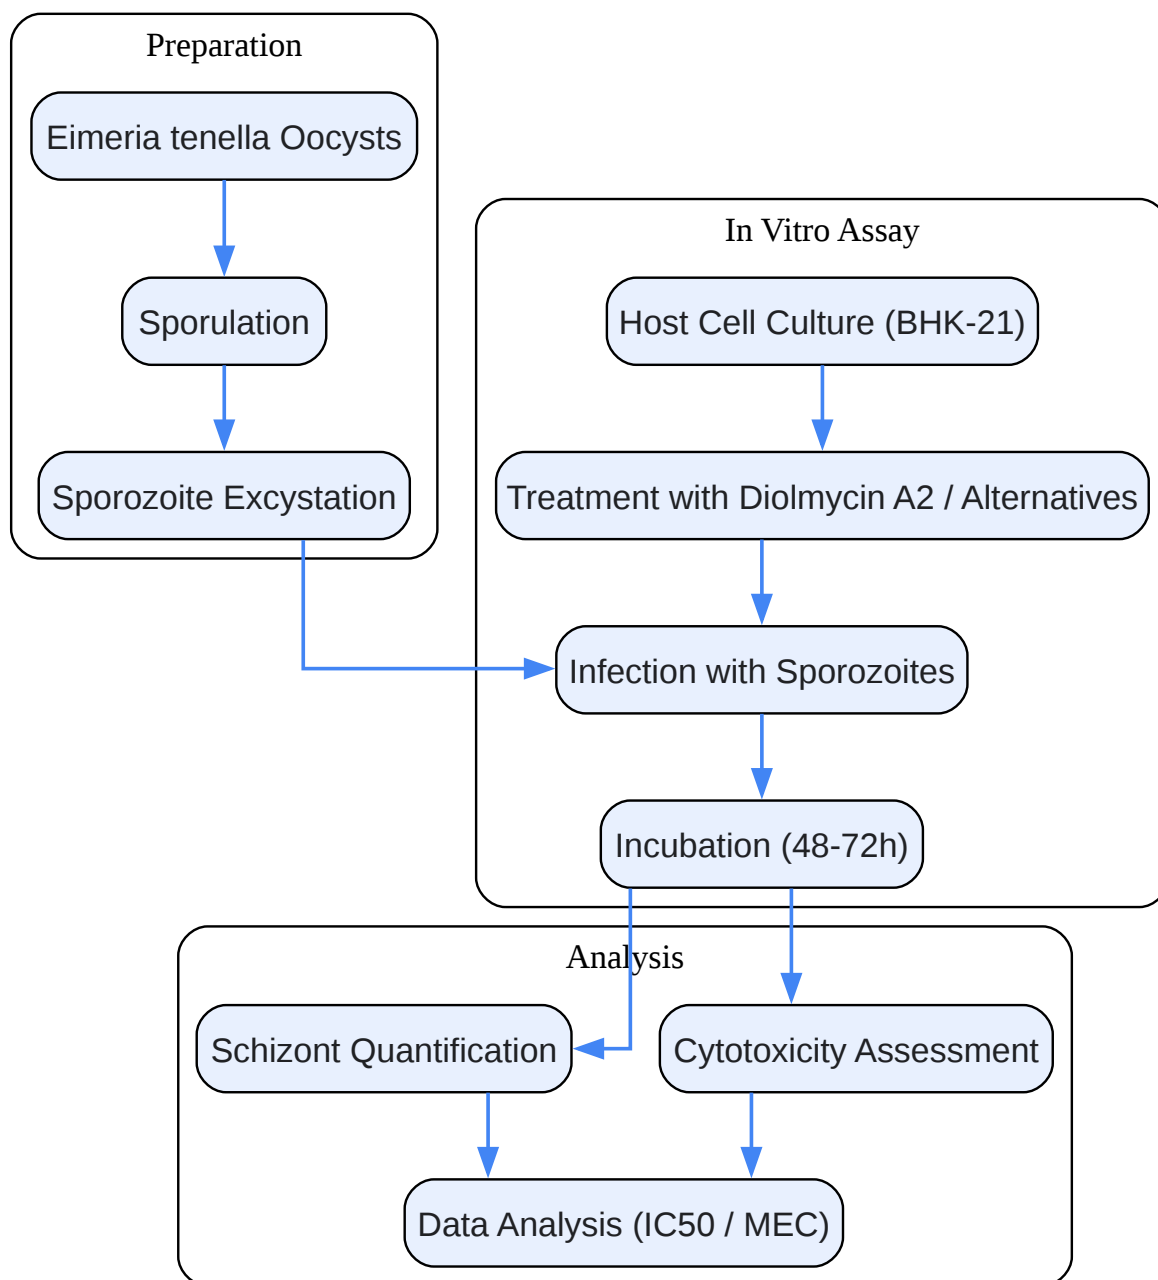 Preparation
Eimeria tenella Oocysts
Sporulation
Sporozoite Excystation
In Vitro Assay
Host Cell Culture (BHK-21)
Treatment with Diolmycin A2 / Alternatives
Infection with Sporozoites
Incubation (48-72h)
Analysis
Schizont Quantification
Cytotoxicity Assessment
Data Analysis (IC50 / MEC)